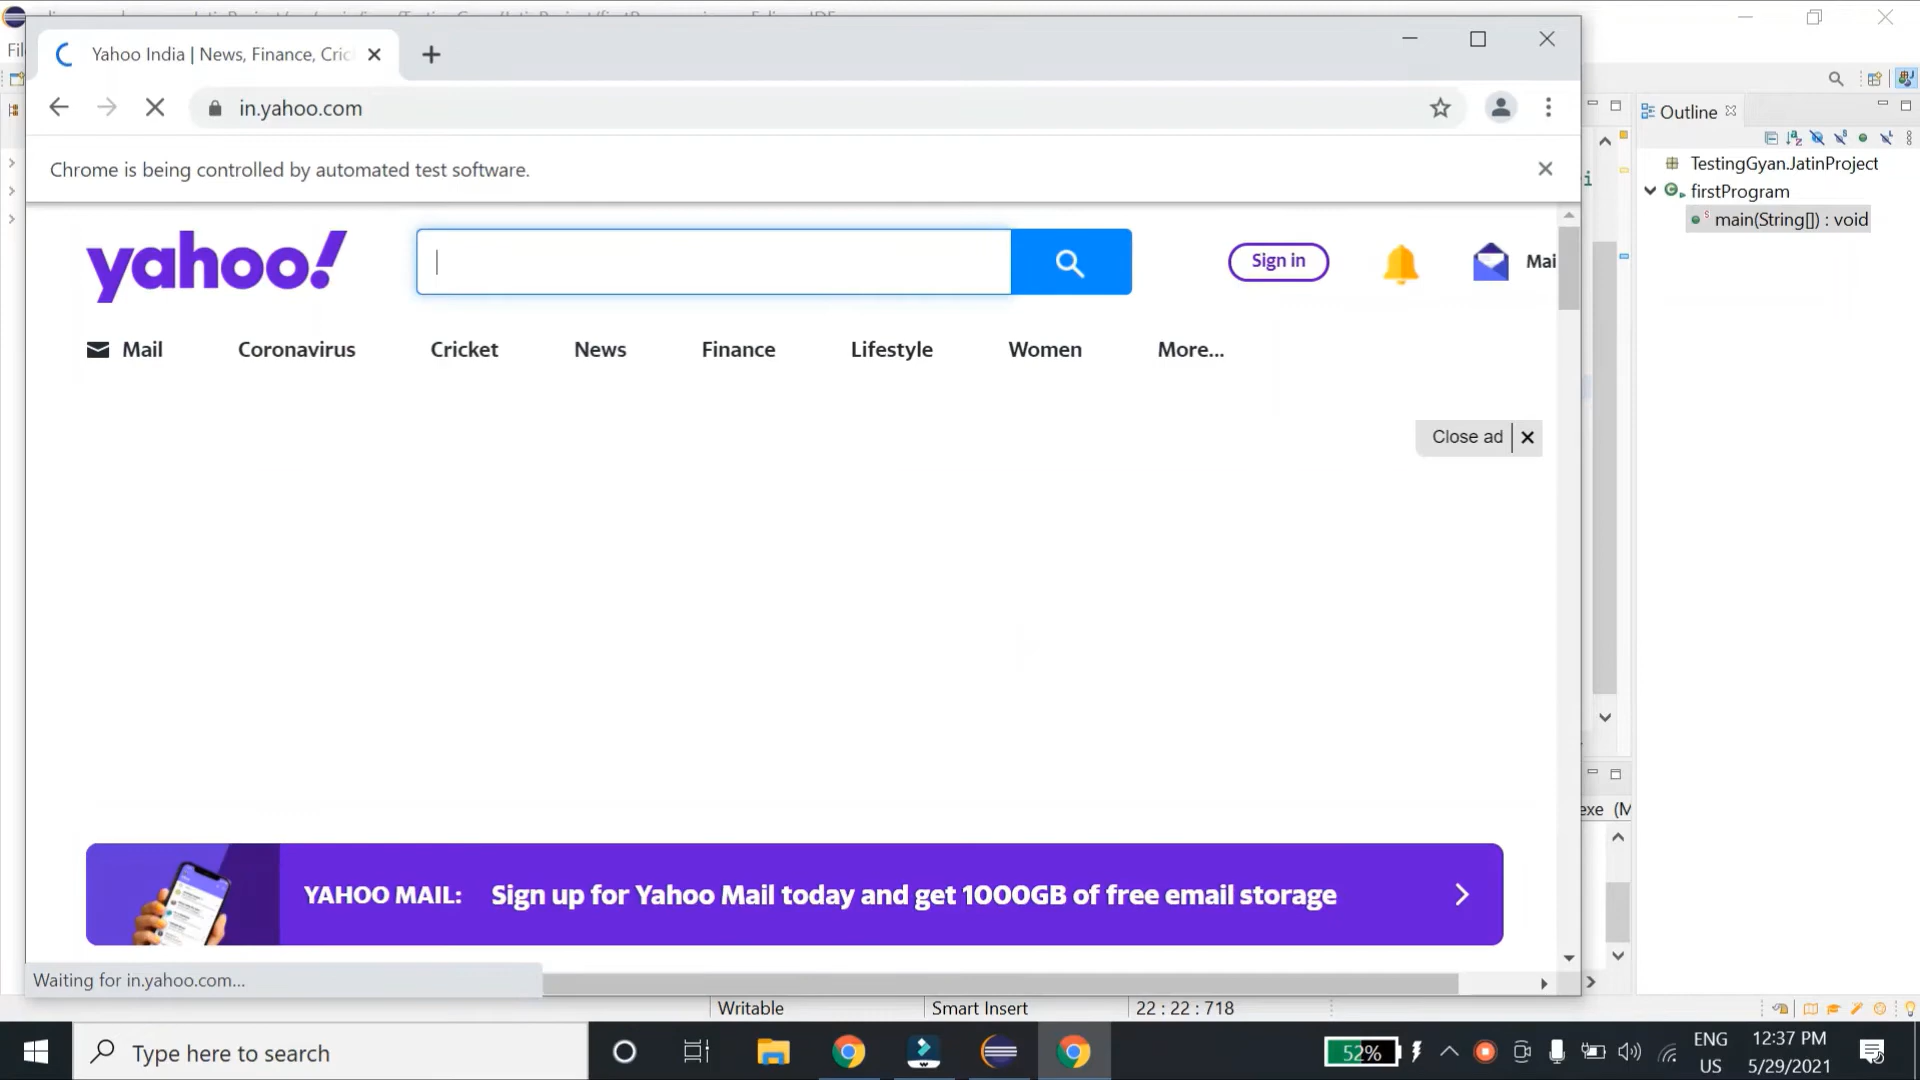 Fil
Yahoo India | News, Finance, Cric
in.yahoo.com
Chrome is being controlled by automated test software.
Outline
TestingGyan.JatinProject
firstProgram
main(String[]) : void
yahoo!
Sign in
Mai
Mail
Coronavirus
Cricket
News
Finance
Lifestyle
Women
More...
Close ad
exe (M
YAHOO MAIL: Sign up for Yahoo Mail today and get 1000GB of free email storage
Waiting for in.yahoo.com...
Writable
Smart Insert
22 : 22 : 718
Type here to search
52%
ENG
US
12:37 PM
5/29/2021